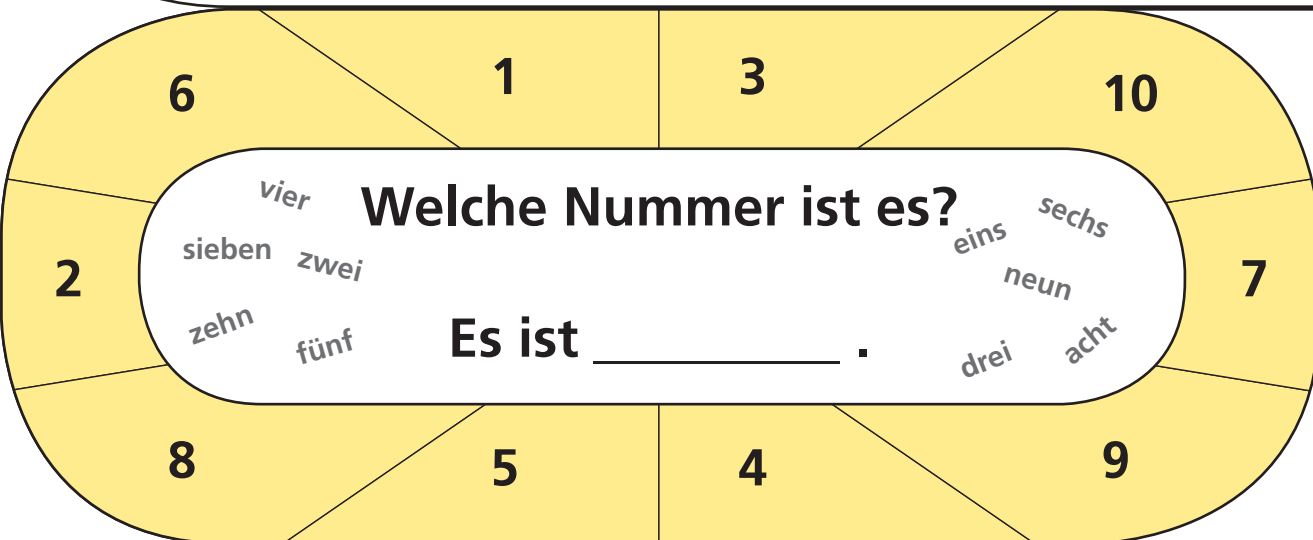 6 1 3 10
vier Welche Nummer ist es? sechs
sieben zwei eins
2 neun 7
zehn fünf Es ist __________ . drei acht
8 5 4 9